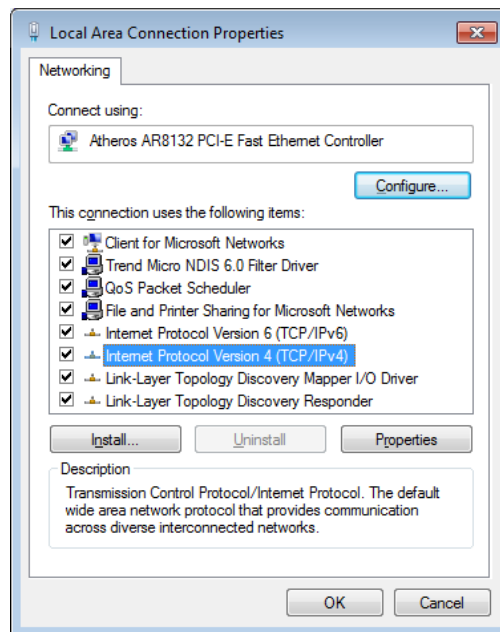 Local Area Connection Properties
Networking
Connect using:
Atheros AR8132 PCI-E Fast Ethernet Controller
Configure...
This connection uses the following items:
Client for Microsoft Networks
Trend Micro NDIS 6.0 Filter Driver
QoS Packet Scheduler
File and Printer Sharing for Microsoft Networks
Internet Protocol Version 6 (TCP/IPv6)
Internet Protocol Version 4 (TCP/IPv4)
Link-Layer Topology Discovery Mapper I/O Driver
Link-Layer Topology Discovery Responder
Install... Uninstall Properties
Description
Transmission Control Protocol/Internet Protocol. The default
wide area network protocol that provides communication
across diverse interconnected networks.
OK Cancel